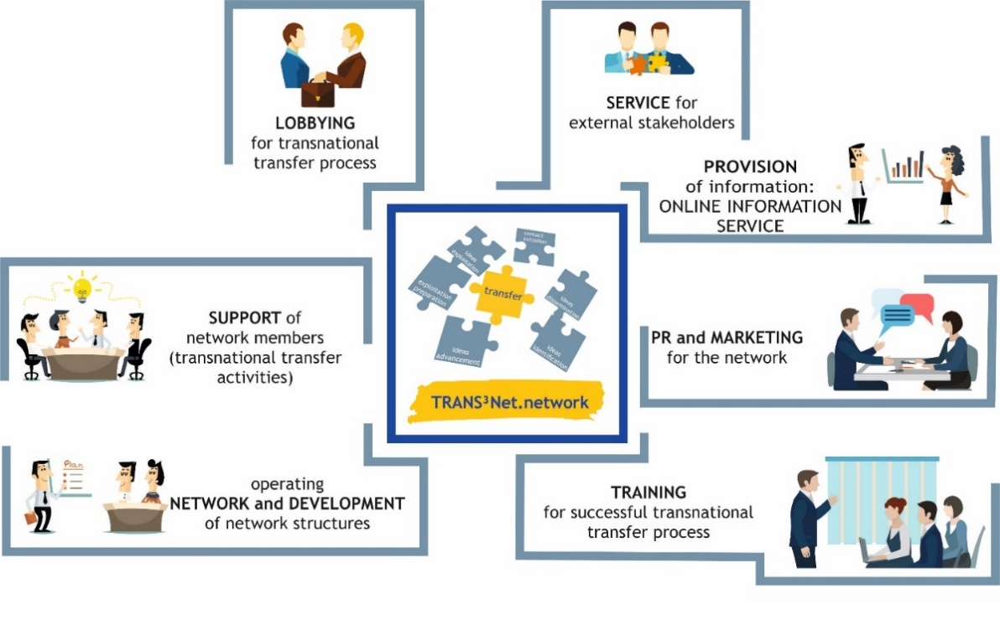 LOBBYING
for transnational
transfer process
SERVICE for
external stakeholders
PROVISION
of information:
ONLINE INFORMATION
SERVICE
SUPPORT of
network members
(transnational transfer
activities)
contact
initiation
ideas
exploitation
exploitation
preparation
transfer
ideas
dissemination
ideas
advancement
ideas
identification
TRANS³Net.network
PR and MARKETING
for the network
Plan
operating
NETWORK and DEVELOPMENT
of network structures
TRAINING
for successful transnational
transfer process